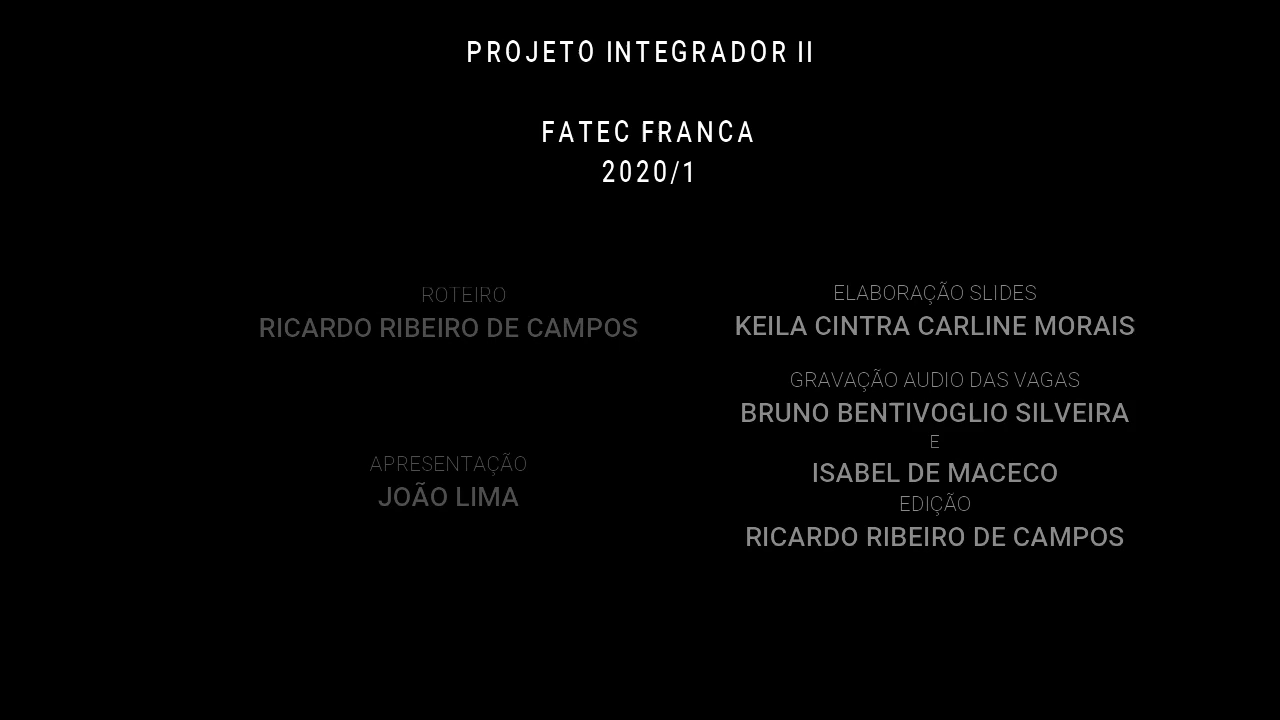 PROJETO INTEGRADOR II
FATEC FRANCA
2020/1
ROTEIRO
RICARDO RIBEIRO DE CAMPOS
APRESENTAÇÃO
JOÃO LIMA
ELABORAÇÃO SLIDES
KEILA CINTRA CARLINE MORAIS
GRAVAÇÃO AUDIO DAS VAGAS
BRUNO BENTIVOGLIO SILVEIRA
E
ISABEL DE MACECO
EDIÇÃO
RICARDO RIBEIRO DE CAMPOS